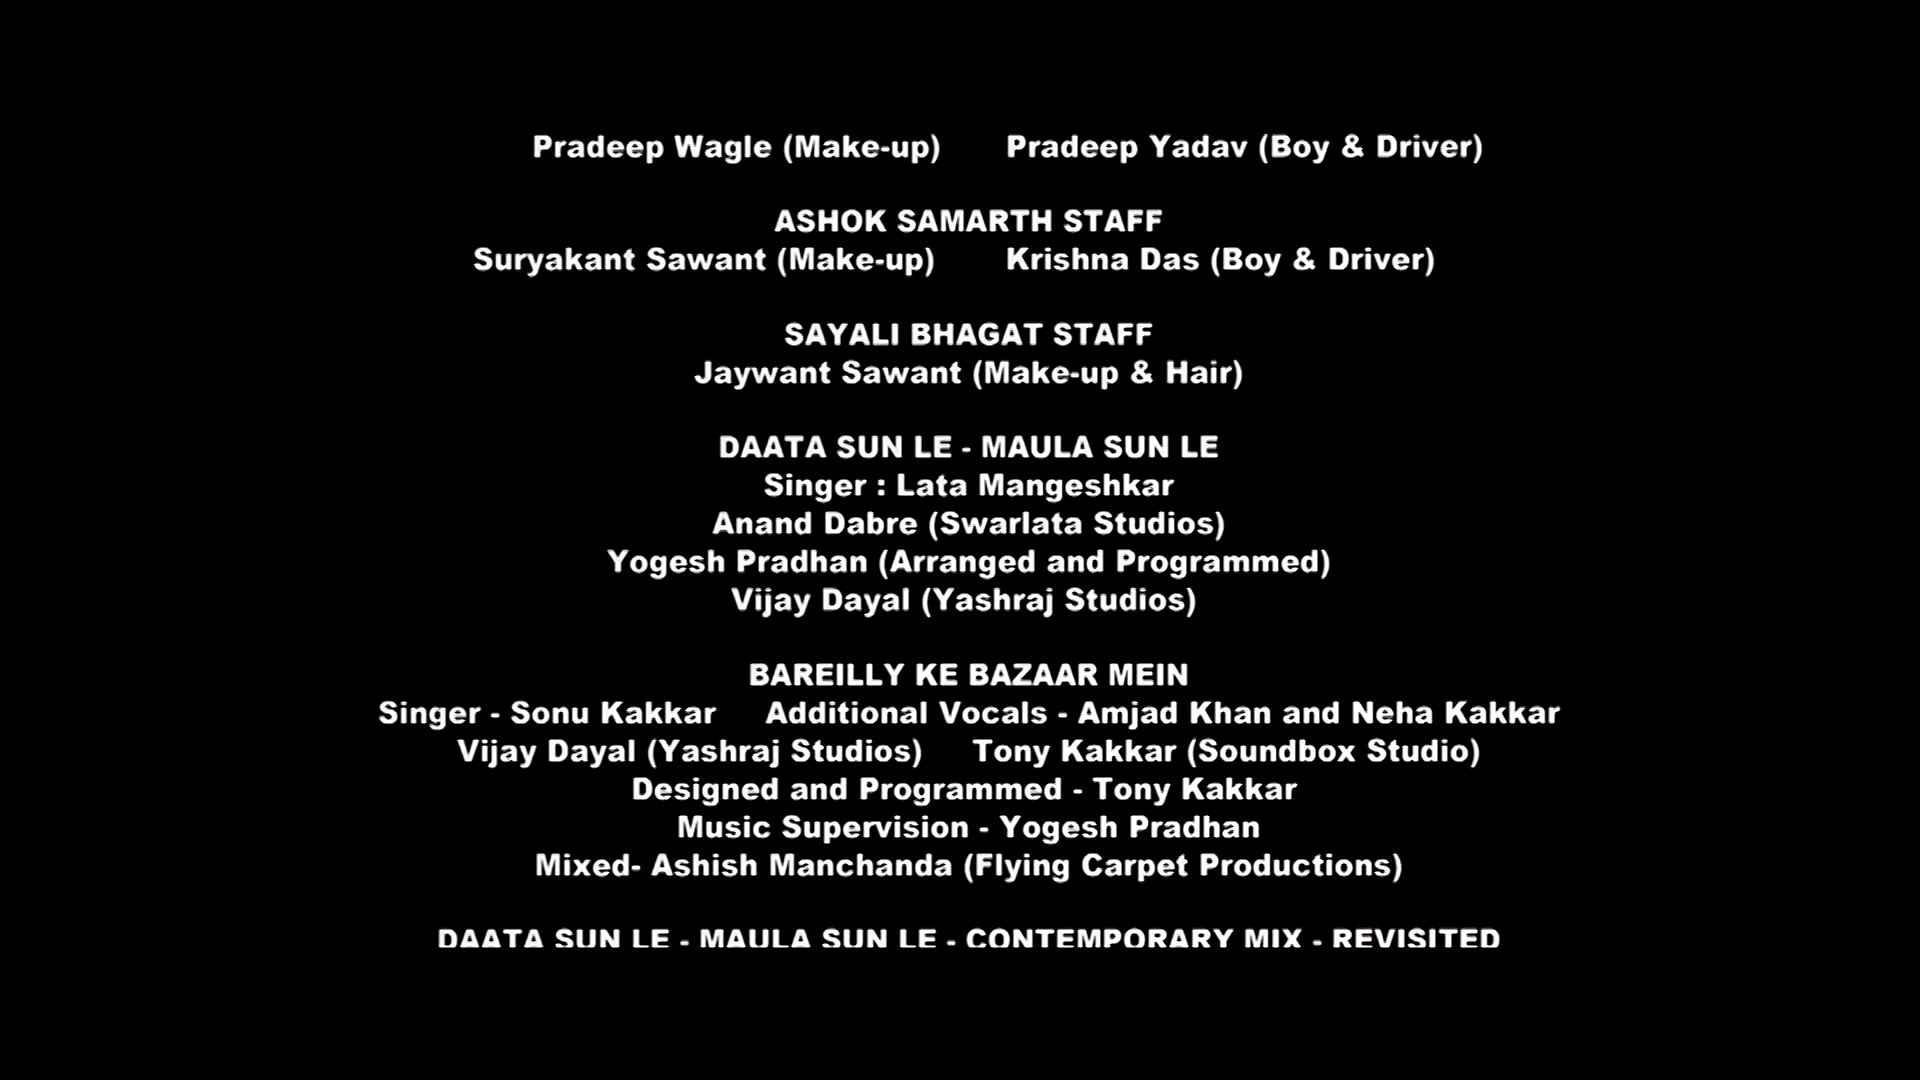 Pradeep Wagle (Make-up) Pradeep Yadav (Boy & Driver)
ASHOK SAMARTH STAFF
Suryakant Sawant (Make-up) Krishna Das (Boy & Driver)
SAYALI BHAGAT STAFF
Jaywant Sawant (Make-up & Hair)
DAATA SUN LE - MAULA SUN LE
Singer : Lata Mangeshkar
Anand Dabre (Swarlata Studios)
Yogesh Pradhan (Arranged and Programmed)
Vijay Dayal (Yashraj Studios)
BAREILLY KE BAZAAR MEIN
Singer - Sonu Kakkar Additional Vocals - Amjad Khan and Neha Kakkar
Vijay Dayal (Yashraj Studios) Tony Kakkar (Soundbox Studio)
Designed and Programmed - Tony Kakkar
Music Supervision - Yogesh Pradhan
Mixed- Ashish Manchanda (Flying Carpet Productions)
DAATA SUN LE - MAULA SUN LE - CONTEMPORARY MIX - REVISITED